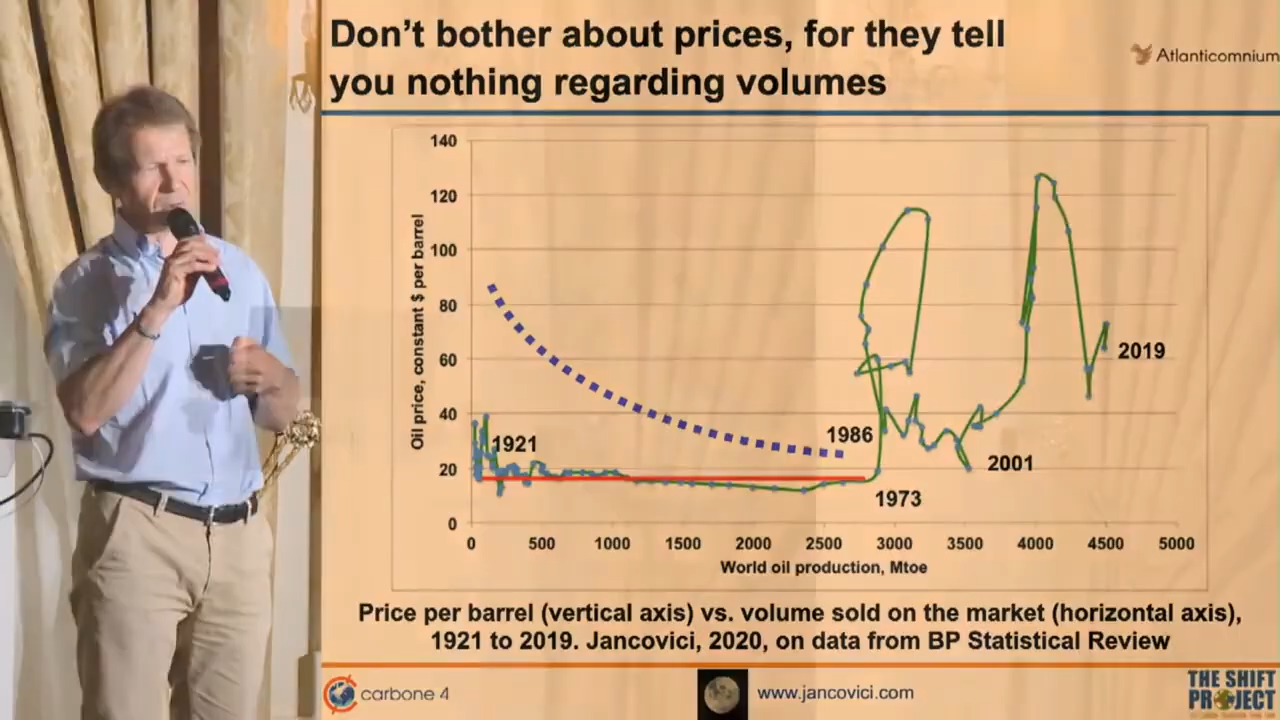 Don't bother about prices, for they tell
you nothing regarding volumes
Atlanticomnium
140
120
100
80
60
40
20
0
Oil price, constant $ per barrel
1921
1986
1973
2001
2019
0 500 1000 1500 2000 2500 3000 3500 4000 4500 5000
World oil production, Mtoe
Price per barrel (vertical axis) vs. volume sold on the market (horizontal axis),
1921 to 2019. Jancovici, 2020, on data from BP Statistical Review
carbone 4
www.jancovici.com
THE SHIFT
PROJECT